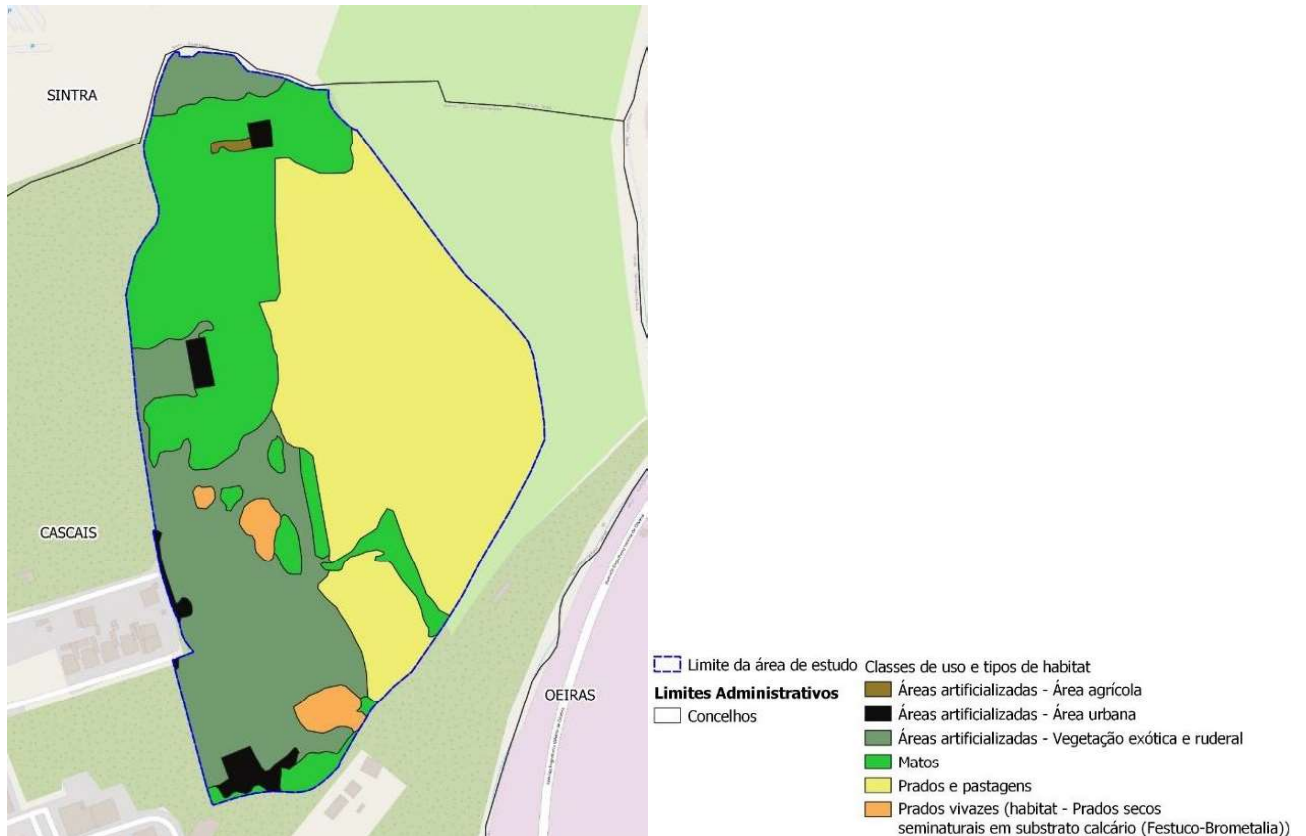 SINTRA
CASCAIS
OEIRAS
Limite da área de estudo
Limites Administrativos
Concelhos
Classes de uso e tipos de habitat
Áreas artificializadas - Área agrícola
Áreas artificializadas - Área urbana
Áreas artificializadas - Vegetação exótica e ruderal
Matos
Prados e pastagens
Prados vivazes (habitat - Prados secos
seminaturais em substrato calcário (Festuco-Brometalia))